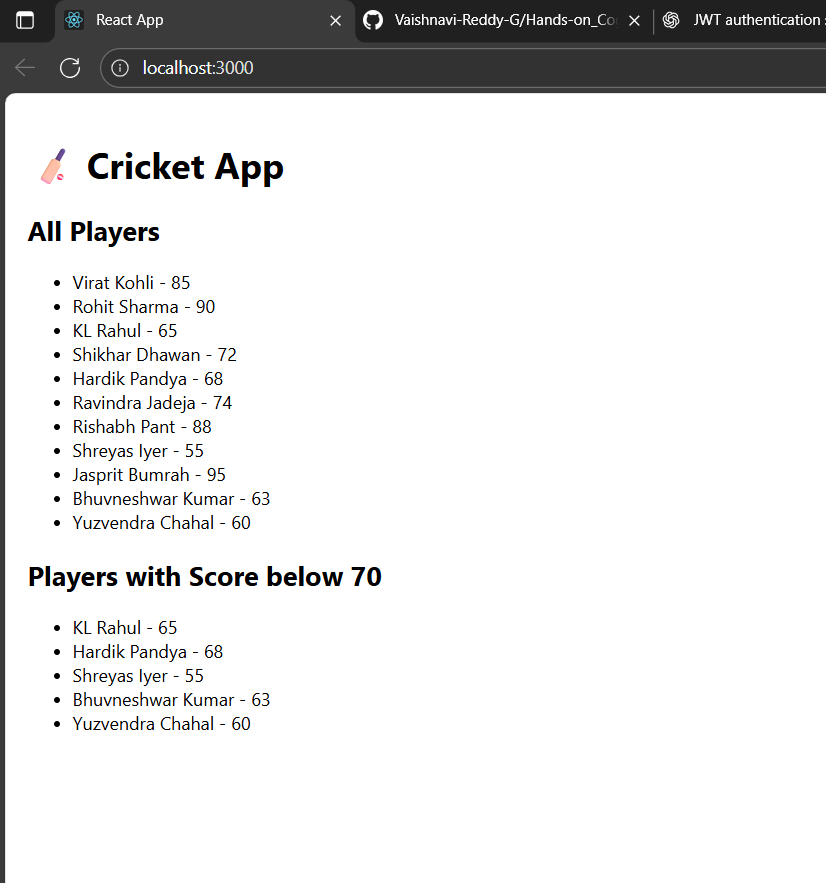 React App
Vaishnavi-Reddy-G/Hands-on_Co
JWT authentication
localhost:3000
Cricket App
All Players
• Virat Kohli - 85
• Rohit Sharma - 90
• KL Rahul - 65
• Shikhar Dhawan - 72
• Hardik Pandya - 68
• Ravindra Jadeja - 74
• Rishabh Pant - 88
• Shreyas Iyer - 55
• Jasprit Bumrah - 95
• Bhuvneshwar Kumar - 63
• Yuzvendra Chahal - 60
Players with Score below 70
• KL Rahul - 65
• Hardik Pandya - 68
• Shreyas Iyer - 55
• Bhuvneshwar Kumar - 63
• Yuzvendra Chahal - 60